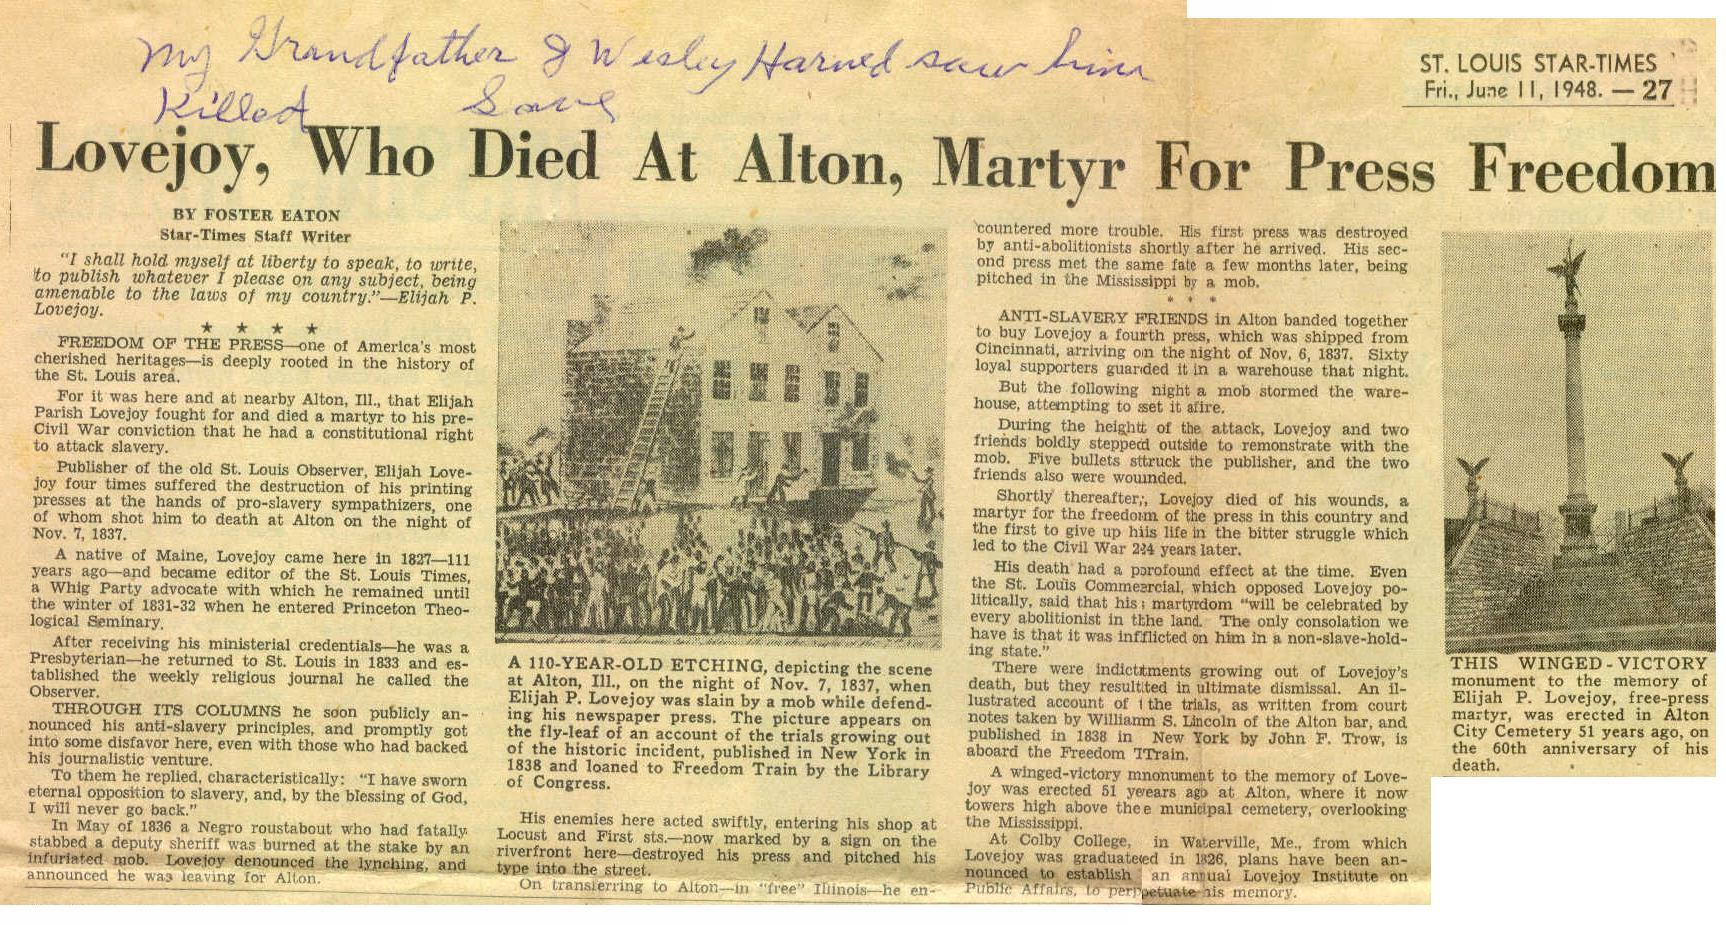 My Grandfather J Wesley Harned saw him
Killed Save
ST. LOUIS STAR-TIMES
Fri., June 11, 1948. — 27
Lovejoy, Who Died At Alton, Martyr For Press Freedom
BY FOSTER EATON
Star-Times Staff Writer
"I shall hold myself at liberty to speak, to write,
to publish whatever I please on any subject, being
amenable to the laws of my country."—Elijah P.
Lovejoy.
★ ★ ★ ★
FREEDOM OF THE PRESS—one of America's most
cherished heritages—is deeply rooted in the history of
the St. Louis area.
For it was here and at nearby Alton, Ill., that Elijah
Parish Lovejoy fought for and died a martyr to his pre-
Civil War conviction that he had a constitutional right
to attack slavery.
Publisher of the old St. Louis Observer, Elijah Love-
joy four times suffered the destruction of his printing
presses at the hands of pro-slavery sympathizers, one
of whom shot him to death at Alton on the night of
Nov. 7, 1837.
A native of Maine, Lovejoy came here in 1827—111
years ago—and became editor of the St. Louis Times,
a Whig Party advocate with which he remained until
the winter of 1831-32 when he entered Princeton Theo-
logical Seminary.
After receiving his ministerial credentials—he was a
Presbyterian—he returned to St. Louis in 1833 and es-
tablished the weekly religious journal he called the
Observer.
THROUGH ITS COLUMNS he soon publicly an-
nounced his anti-slavery principles, and promptly got
into some disfavor here, even with those who had backed
his journalistic venture.
To them he replied, characteristically: "I have sworn
eternal opposition to slavery, and, by the blessing of God,
I will never go back."
In May of 1836 a Negro roustabout who had fatally
stabbed a deputy sheriff was burned at the stake by an
infuriated mob. Lovejoy denounced the lynching, and
announced he was leaving for Alton.
A 110-YEAR-OLD ETCHING, depicting the scene
at Alton, Ill., on the night of Nov. 7, 1837, when
Elijah P. Lovejoy was slain by a mob while defend-
ing his newspaper press. The picture appears on
the fly-leaf of an account of the trials growing out
of the historic incident, published in New York in
1838 and loaned to Freedom Train by the Library
of Congress.
His enemies here acted swiftly, entering his shop at
Locust and First sts.—now marked by a sign on the
riverfront here—destroyed his press and pitched his
type into the street.
On transferring to Alton—in "free" Illinois—he en-
countered more trouble. His first press was destroyed
by anti-abolitionists shortly after he arrived. His sec-
ond press met the same fate a few months later, being
pitched in the Mississippi by a mob.
* * *
ANTI-SLAVERY FRIENDS in Alton banded together
to buy Lovejoy a fourth press, which was shipped from
Cincinnati, arriving on the night of Nov. 6, 1837. Sixty
loyal supporters guarded it in a warehouse that night.
But the following night a mob stormed the ware-
house, attempting to set it afire.
During the height of the attack, Lovejoy and two
friends boldly stepped outside to remonstrate with the
mob. Five bullets struck the publisher, and the two
friends also were wounded.
Shortly thereafter, Lovejoy died of his wounds, a
martyr for the freedom of the press in this country and
the first to give up his life in the bitter struggle which
led to the Civil War 24 years later.
His death had a profound effect at the time. Even
the St. Louis Commercial, which opposed Lovejoy po-
litically, said that his martyrdom "will be celebrated by
every abolitionist in the land. The only consolation we
have is that it was inflicted on him in a non-slave-hold-
ing state."
There were indictments growing out of Lovejoy's
death, but they resulted in ultimate dismissal. An il-
lustrated account of the trials, as written from court
notes taken by William S. Lincoln of the Alton bar, and
published in 1838 in New York by John F. Trow, is
aboard the Freedom Train.
A winged-victory monument to the memory of Love-
joy was erected 51 years ago at Alton, where it now
towers high above the municipal cemetery, overlooking
the Mississippi.
At Colby College, in Waterville, Me., from which
Lovejoy was graduated in 1826, plans have been an-
nounced to establish an annual Lovejoy Institute on
Public Affairs, to perpetuate his memory.
THIS WINGED-VICTORY
monument to the memory of
Elijah P. Lovejoy, free-press
martyr, was erected in Alton
City Cemetery 51 years ago, on
the 60th anniversary of his
death.